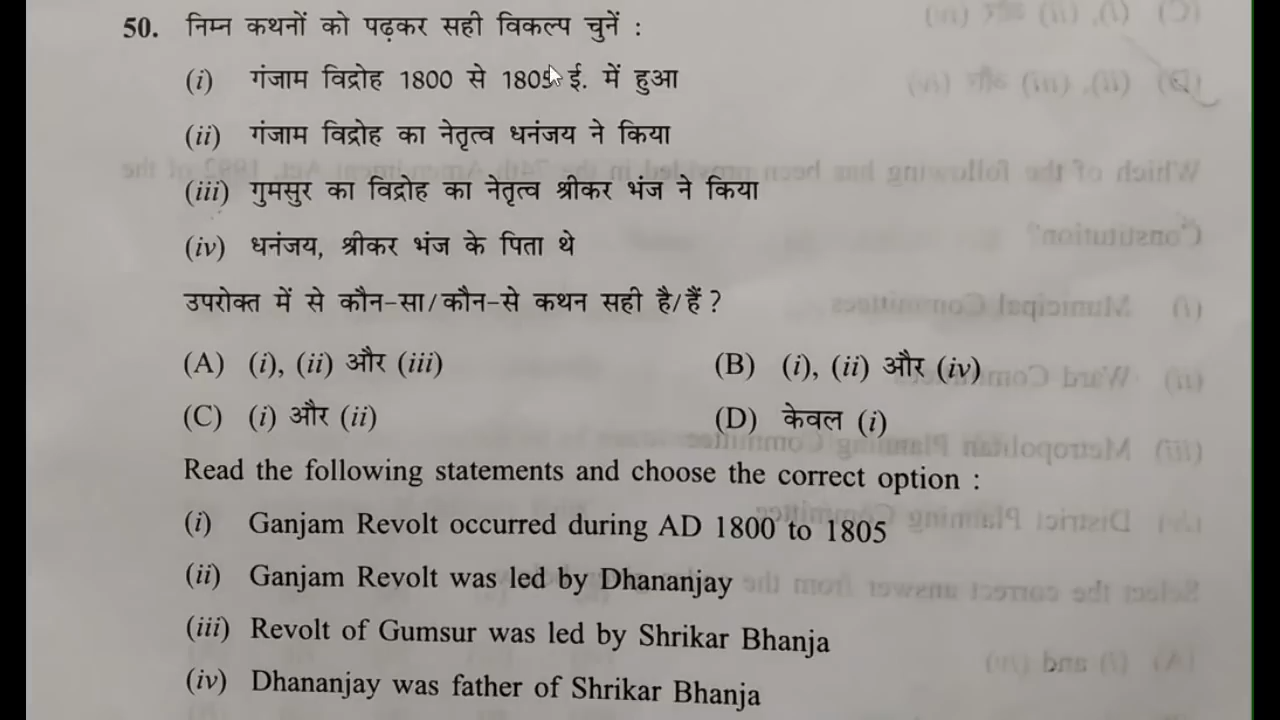 50. निम्न कथनों को पढ़कर सही विकल्प चुनें :
(i) गंजाम विद्रोह 1800 से 1805 ई. में हुआ
(ii) गंजाम विद्रोह का नेतृत्व धनंजय ने किया
(iii) गुमसुर का विद्रोह का नेतृत्व श्रीकर भंज ने किया
(iv) धनंजय, श्रीकर भंज के पिता थे
उपरोक्त में से कौन-सा/कौन-से कथन सही है/हैं ?
(A) (i), (ii) और (iii) (B) (i), (ii) और (iv)
(C) (i) और (ii) (D) केवल (i)
Read the following statements and choose the correct option :
(i) Ganjam Revolt occurred during AD 1800 to 1805
(ii) Ganjam Revolt was led by Dhananjay
(iii) Revolt of Gumsur was led by Shrikar Bhanja
(iv) Dhananjay was father of Shrikar Bhanja